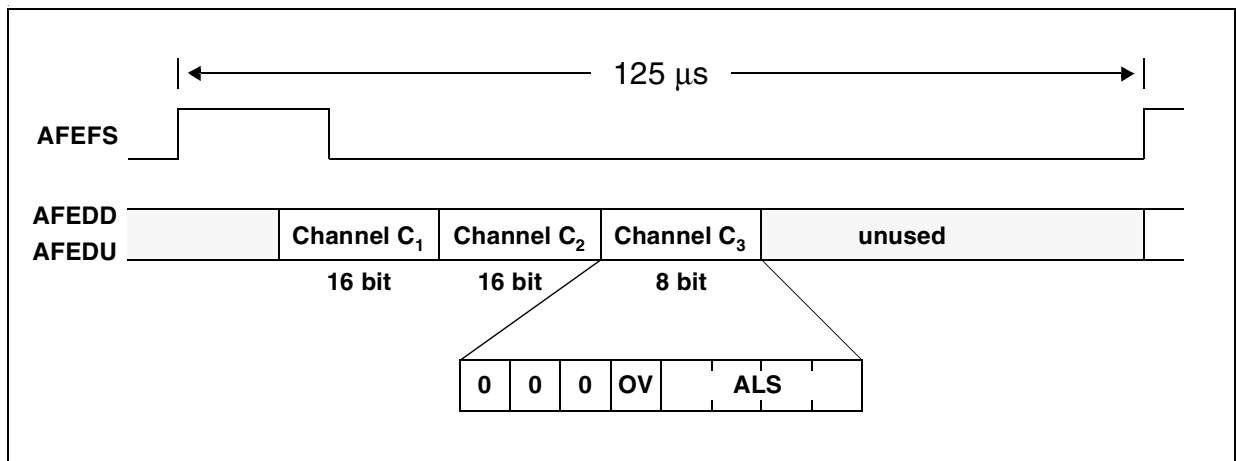 125 μs
AFEFS
AFEDD
AFEDU
Channel C1 Channel C2 Channel C3 unused
16 bit 16 bit 8 bit
0 0 0 OV ALS